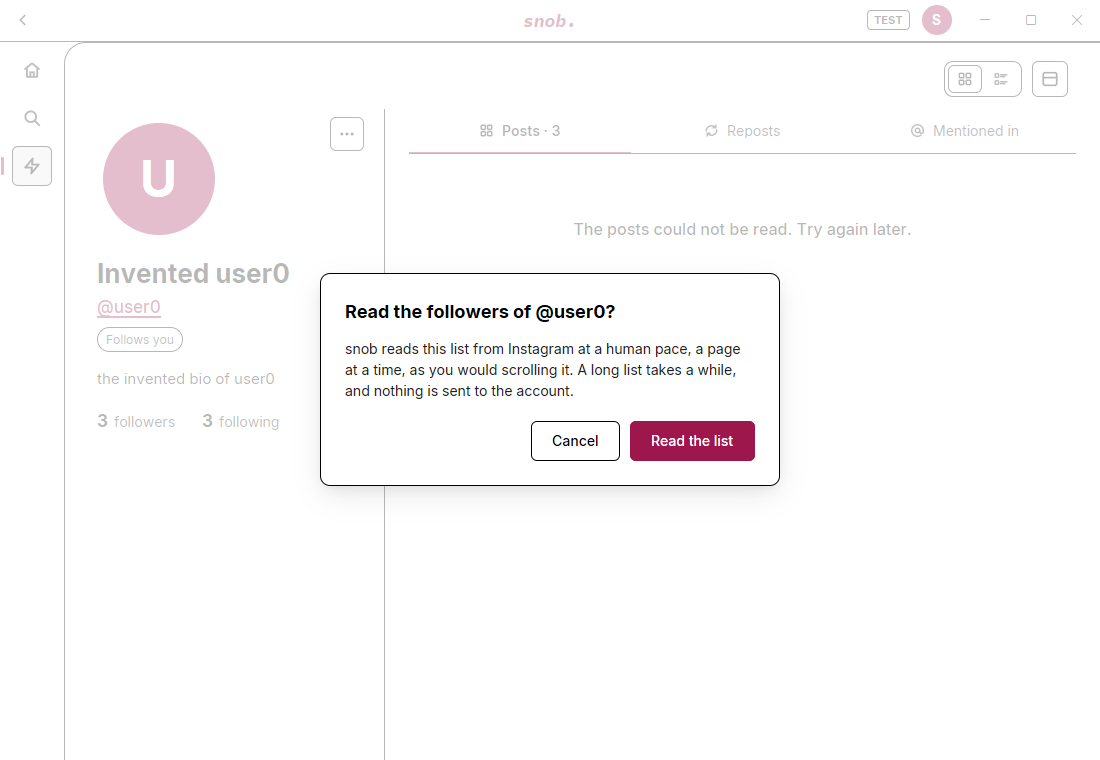 snob.
TEST
S
Posts · 3
Reposts
Mentioned in
U
The posts could not be read. Try again later.
Invented user0
@user0
Follows you
the invented bio of user0
3 followers
3 following
Read the followers of @user0?
snob reads this list from Instagram at a human pace, a page
at a time, as you would scrolling it. A long list takes a while,
and nothing is sent to the account.
Cancel
Read the list